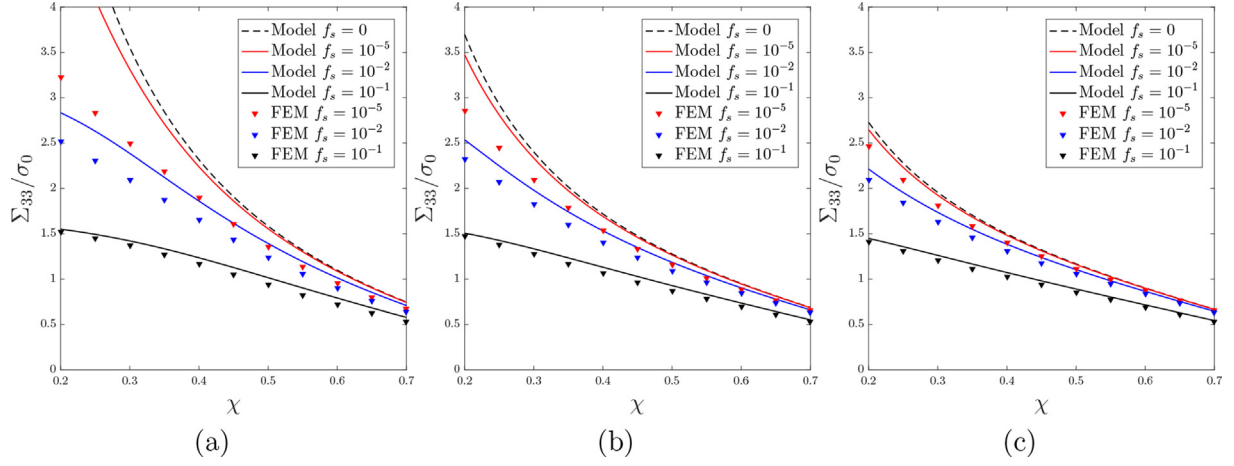 4
3.5
3
2.5
2
1.5
1
0.5
0
Σ₃₃/σ₀
0.2 0.3 0.4 0.5 0.6 0.7
χ
Model fₛ = 0
Model fₛ = 10⁻⁵
Model fₛ = 10⁻²
Model fₛ = 10⁻¹
FEM fₛ = 10⁻⁵
FEM fₛ = 10⁻²
FEM fₛ = 10⁻¹
(a)
4
3.5
3
2.5
2
1.5
1
0.5
0
Σ₃₃/σ₀
0.2 0.3 0.4 0.5 0.6 0.7
χ
Model fₛ = 0
Model fₛ = 10⁻⁵
Model fₛ = 10⁻²
Model fₛ = 10⁻¹
FEM fₛ = 10⁻⁵
FEM fₛ = 10⁻²
FEM fₛ = 10⁻¹
(b)
4
3.5
3
2.5
2
1.5
1
0.5
0
Σ₃₃/σ₀
0.2 0.3 0.4 0.5 0.6 0.7
χ
Model fₛ = 0
Model fₛ = 10⁻⁵
Model fₛ = 10⁻²
Model fₛ = 10⁻¹
FEM fₛ = 10⁻⁵
FEM fₛ = 10⁻²
FEM fₛ = 10⁻¹
(c)